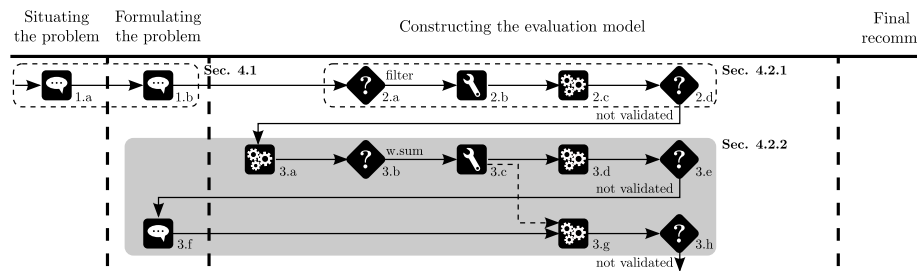 Situating
the problem
Formulating
the problem
Constructing the evaluation model
Final
recomm
Sec. 4.1
Sec. 4.2.1
1.a
1.b
?
filter
2.a
2.b
2.c
?
2.d
not validated
Sec. 4.2.2
3.a
?
w.sum
3.b
3.c
3.d
?
3.e
not validated
3.f
3.g
?
3.h
not validated